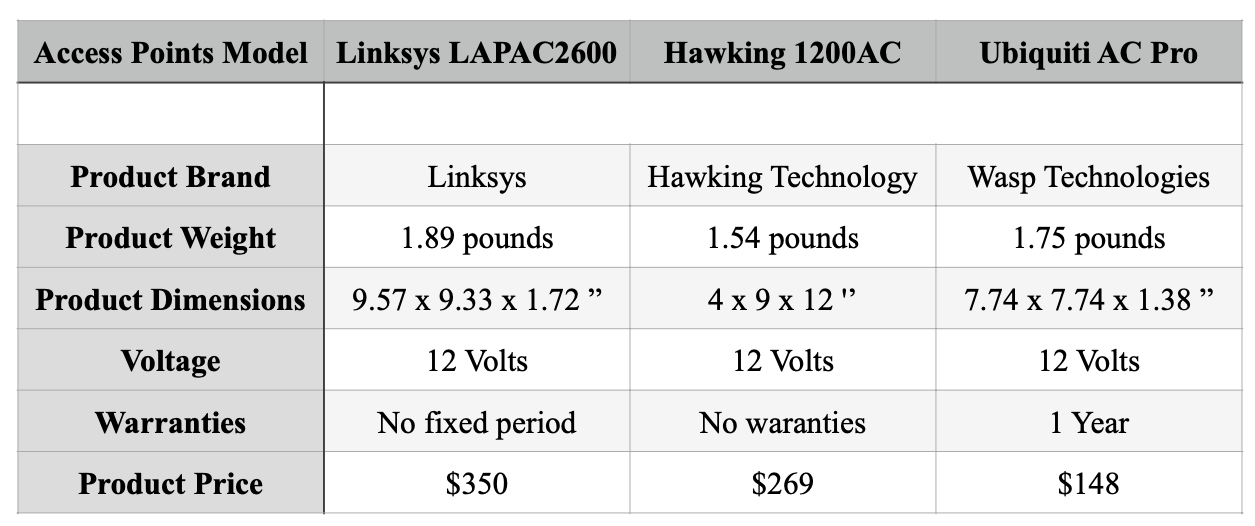 Access Points Model Linksys LAPAC2600 Hawking 1200AC Ubiquiti AC Pro
Product Brand Linksys Hawking Technology Wasp Technologies
Product Weight 1.89 pounds 1.54 pounds 1.75 pounds
Product Dimensions 9.57 x 9.33 x 1.72 ” 4 x 9 x 12 '’ 7.74 x 7.74 x 1.38 ”
Voltage 12 Volts 12 Volts 12 Volts
Warranties No fixed period No waranties 1 Year
Product Price $350 $269 $148